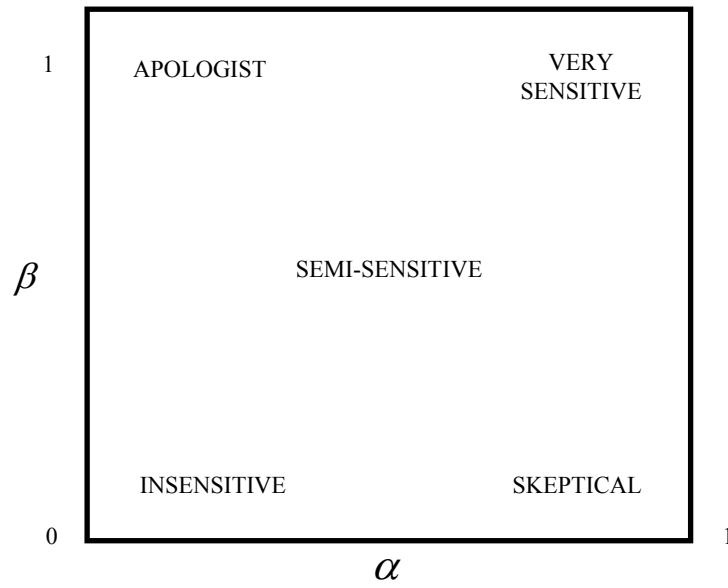 1
APOLOGIST
VERY
SENSITIVE
β
SEMI-SENSITIVE
INSENSITIVE
SKEPTICAL
0
1
α